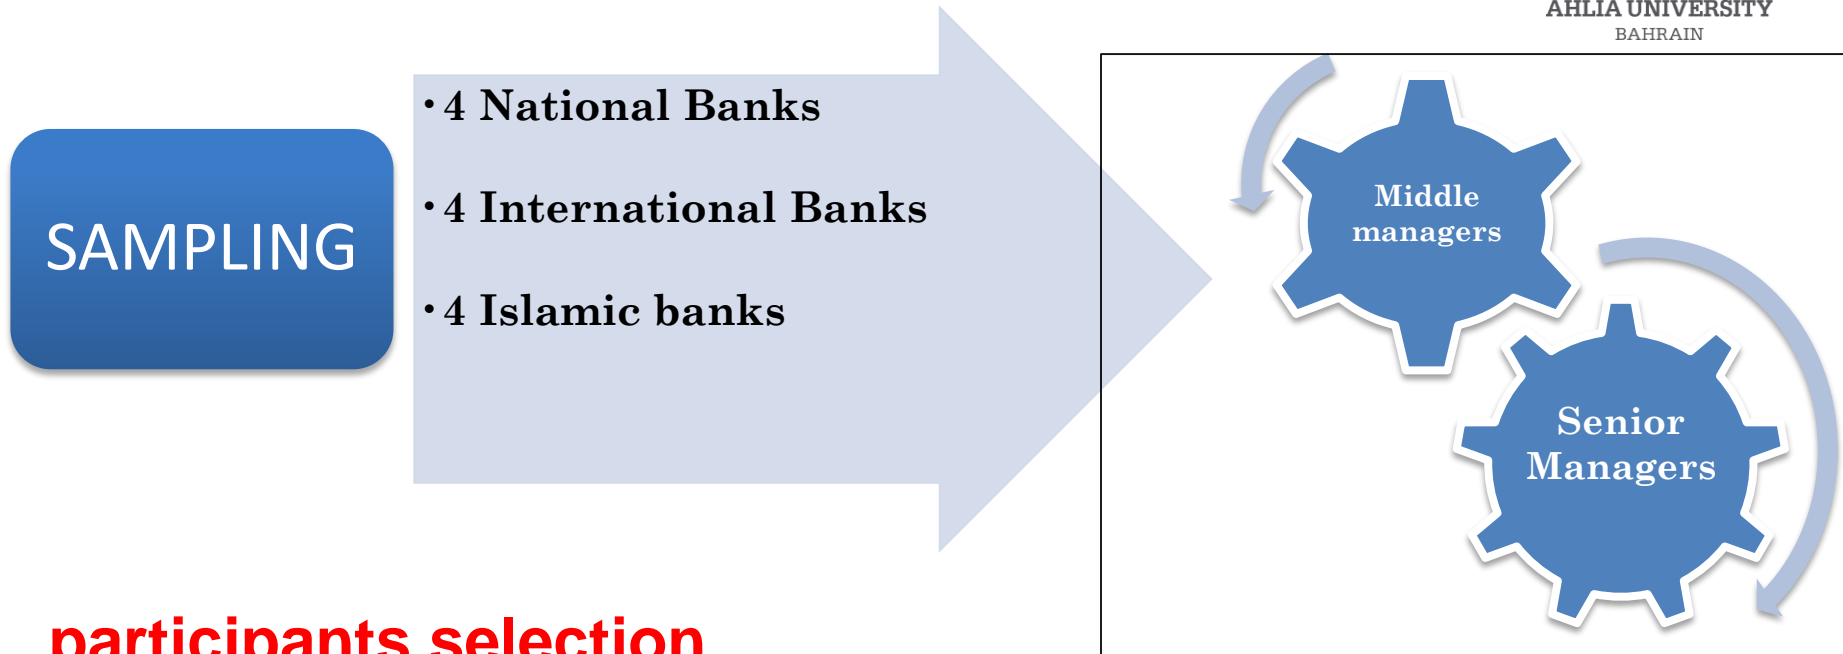 AHLIA UNIVERSITY
BAHRAIN
SAMPLING
• 4 National Banks
• 4 International Banks
• 4 Islamic banks
Middle
managers
Senior
Managers
participants selection